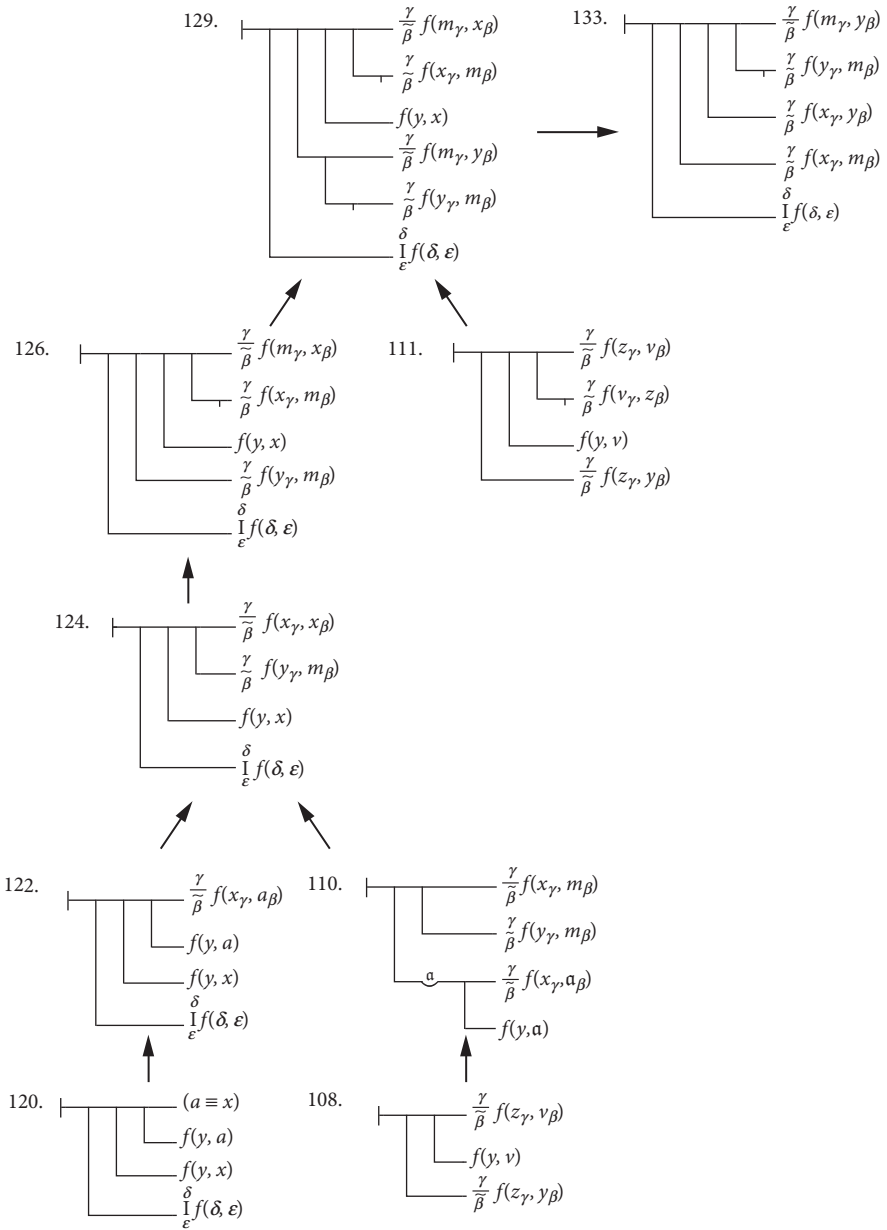 129.
γ/β̃ f(m_γ, x_β)
γ/β̃ f(x_γ, m_β)
f(y, x)
γ/β̃ f(m_γ, y_β)
γ/β̃ f(y_γ, m_β)
δ
I f(δ, ε)
ε
133.
γ/β̃ f(m_γ, y_β)
γ/β̃ f(y_γ, m_β)
γ/β̃ f(x_γ, y_β)
γ/β̃ f(x_γ, m_β)
δ
I f(δ, ε)
ε
126.
γ/β̃ f(m_γ, x_β)
γ/β̃ f(x_γ, m_β)
f(y, x)
γ/β̃ f(y_γ, m_β)
δ
I f(δ, ε)
ε
111.
γ/β̃ f(z_γ, v_β)
γ/β̃ f(v_γ, z_β)
f(y, v)
γ/β̃ f(z_γ, y_β)
124.
γ/β̃ f(x_γ, x_β)
γ/β̃ f(y_γ, m_β)
f(y, x)
δ
I f(δ, ε)
ε
122.
γ/β̃ f(x_γ, a_β)
f(y, a)
f(y, x)
δ
I f(δ, ε)
ε
110.
γ/β̃ f(x_γ, m_β)
γ/β̃ f(y_γ, m_β)
𝔞 γ/β̃ f(x_γ, 𝔞_β)
f(y, 𝔞)
120.
(a ≡ x)
f(y, a)
f(y, x)
δ
I f(δ, ε)
ε
108.
γ/β̃ f(z_γ, v_β)
f(y, v)
γ/β̃ f(z_γ, y_β)